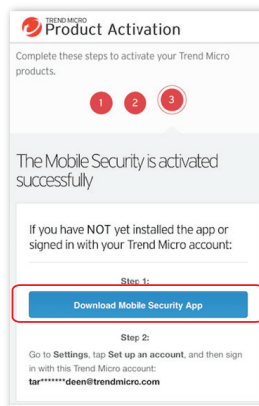 TREND MICRO
Product Activation
Complete these steps to activate your Trend Micro
products.
1 2 3
The Mobile Security is activated
successfully
If you have NOT yet installed the app or
signed in with your Trend Micro account:
Step 1:
Download Mobile Security App
Step 2:
Go to Settings, tap Set up an account, and then sign
in with this Trend Micro account:
tar*******deen@trendmicro.com